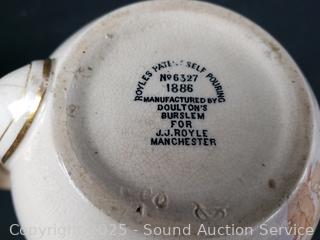 ROYLES PATENT SELF POURING
No 6327
1886
MANUFACTURED BY
DOULTON'S
BURSLEM
FOR
J.J.ROYLE
MANCHESTER
Copyright 2025 - Sound Auction Service